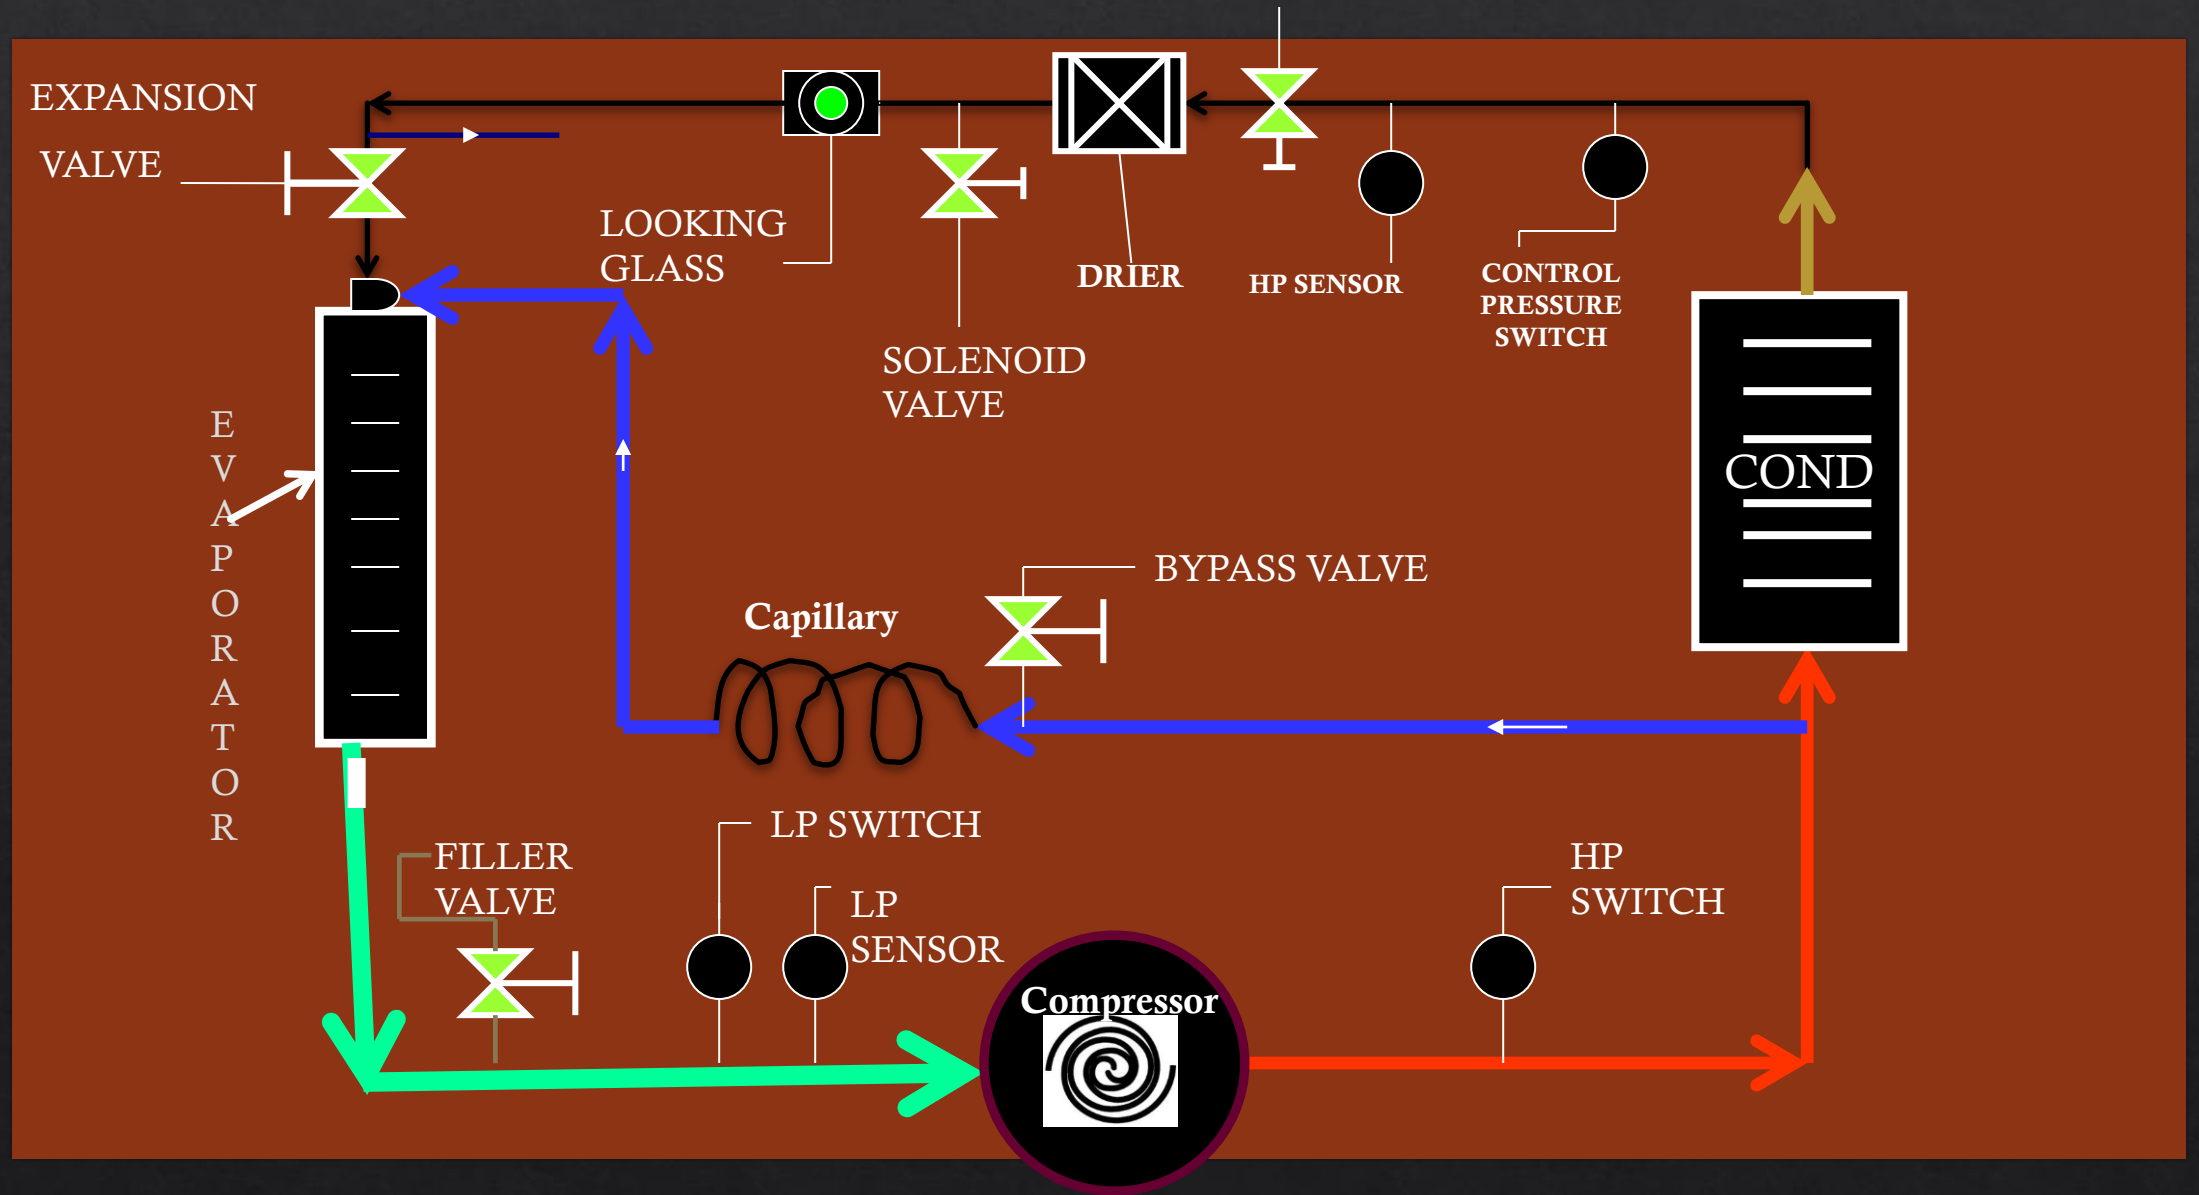 EXPANSION
VALVE
LOOKING
GLASS
DRIER
HP SENSOR
CONTROL
PRESSURE
SWITCH
SOLENOID
VALVE
E
V
A
P
O
R
A
T
O
R
COND
BYPASS VALVE
Capillary
LP SWITCH
FILLER
VALVE
LP
SENSOR
HP
SWITCH
Compressor